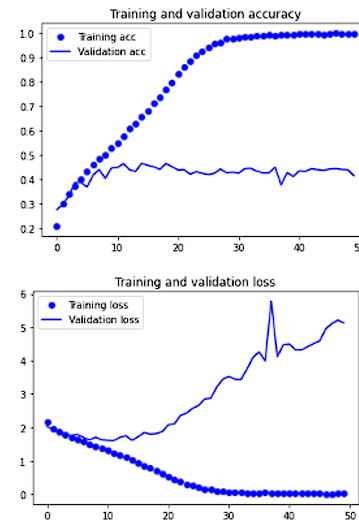 Training and validation accuracy
Training acc
Validation acc
1.0
0.9
0.8
0.7
0.6
0.5
0.4
0.3
0.2
0 10 20 30 40
Training and validation loss
Training loss
Validation loss
6
5
4
3
2
1
0
0 10 20 30 40 50